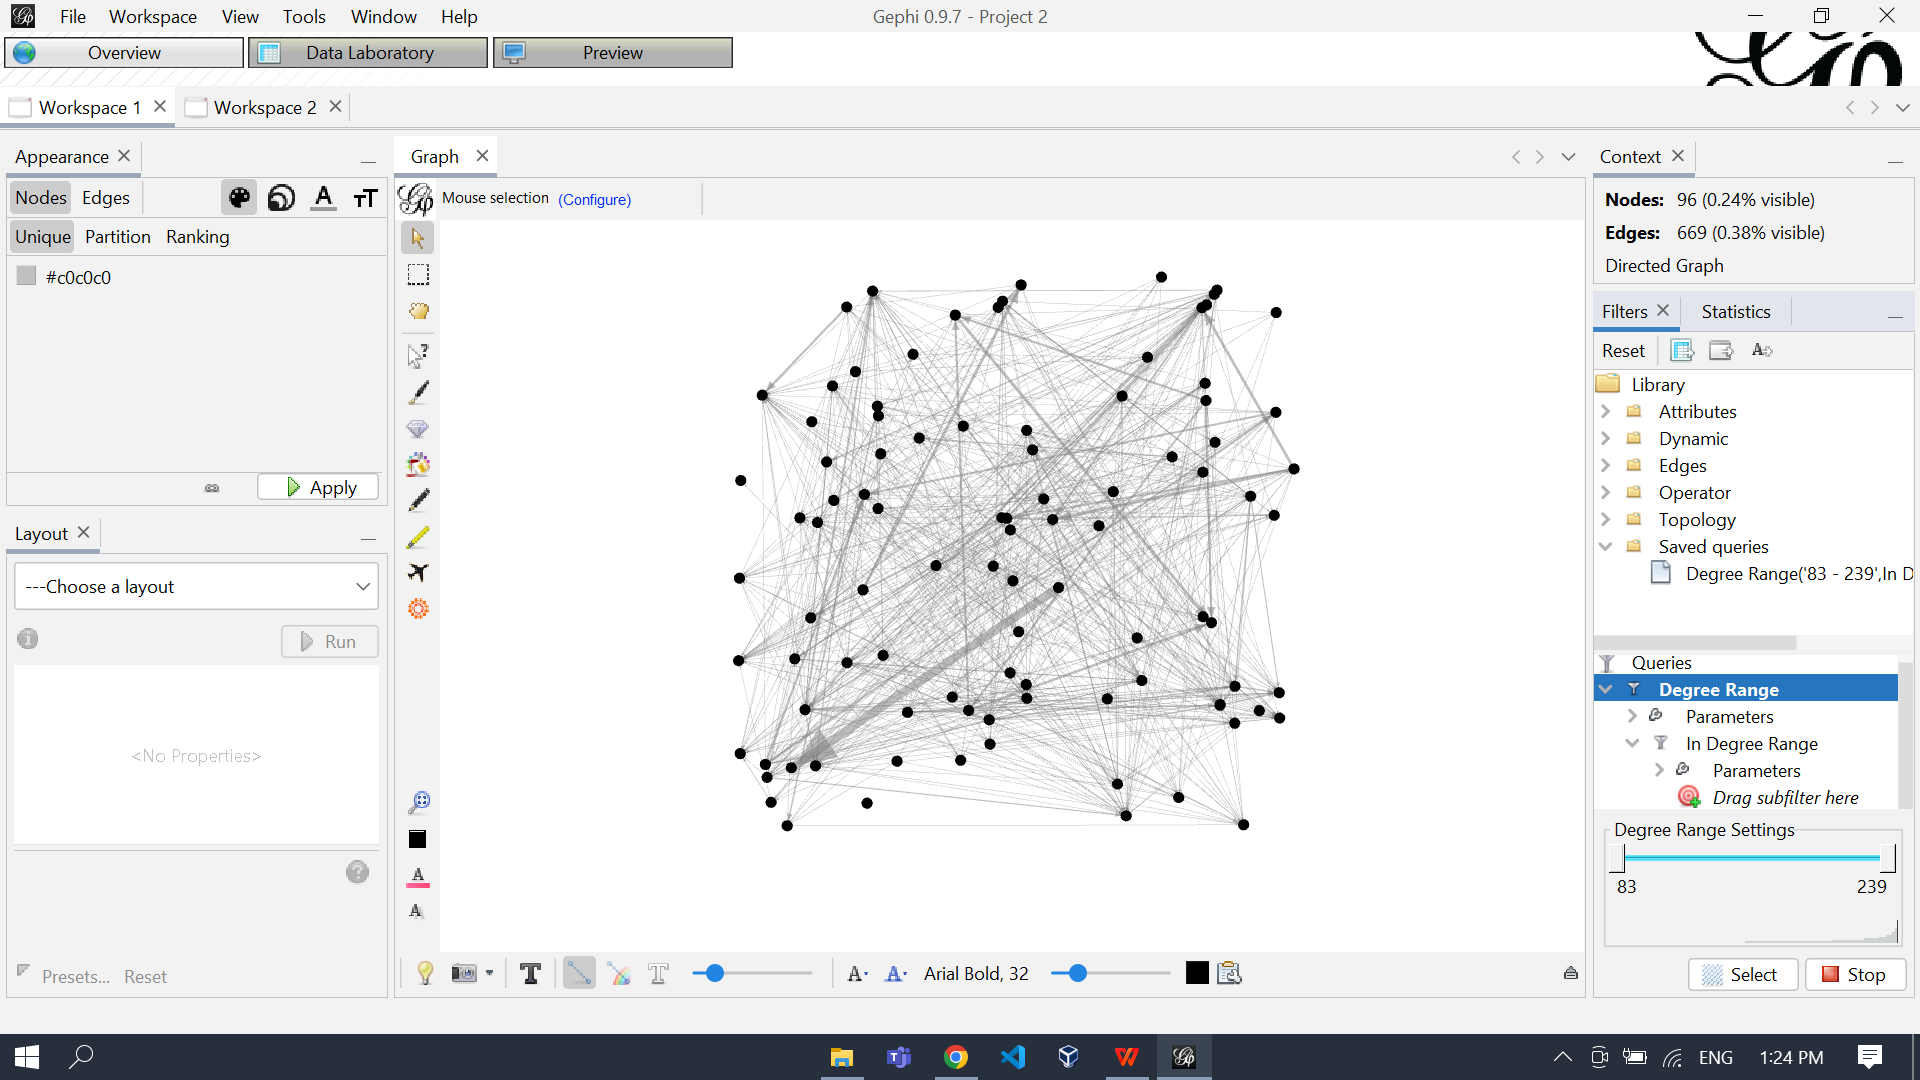 File Workspace View Tools Window Help
Gephi 0.9.7 - Project 2
Overview
Data Laboratory
Preview
Workspace 1
Workspace 2
Appearance
Nodes Edges
Unique Partition Ranking
#c0c0c0
Apply
Layout
---Choose a layout
Run
<No Properties>
Presets... Reset
Graph
Mouse selection (Configure)
Arial Bold, 32
Context
Nodes: 96 (0.24% visible)
Edges: 669 (0.38% visible)
Directed Graph
Filters Statistics
Reset
Library
Attributes
Dynamic
Edges
Operator
Topology
Saved queries
Degree Range('83 - 239',In D
Queries
Degree Range
Parameters
In Degree Range
Parameters
Drag subfilter here
Degree Range Settings
83 239
Select Stop
ENG 1:24 PM